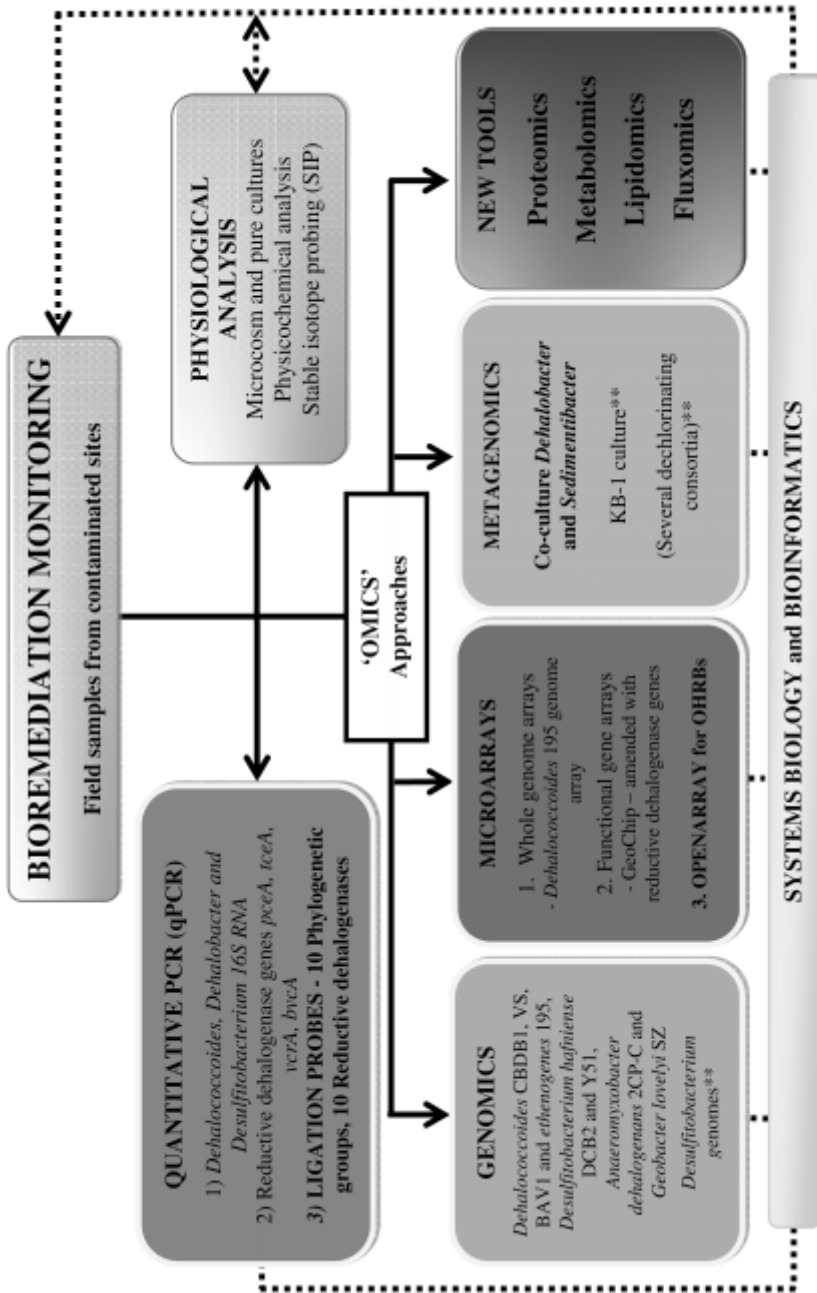 BIOREMEDIATION MONITORING
Field samples from contaminated sites
QUANTITATIVE PCR (qPCR)
1) Dehalococcoides, Dehalobacter and
Desulfitobacterium 16S RNA
2) Reductive dehalogenase genes pceA, tceA,
vcrA, bvcA
3) LIGATION PROBES - 10 Phylogenetic
groups, 10 Reductive dehalogenases
PHYSIOLOGICAL
ANALYSIS
Microcosm and pure cultures
Physicochemical analysis
Stable isotope probing (SIP)
'OMICS'
Approaches
GENOMICS
Dehalococcoides CBDB1, VS,
BAV1 and ethenogenes 195,
Desulfitobacterium hafniense
DCB2 and Y51,
Anaeromyxobacter
dehalogenans 2CP-C and
Geobacter lovelyi SZ
Desulfitobacterium
genomes**
MICROARRAYS
1. Whole genome arrays
- Dehalococcoides 195 genome
array
2. Functional gene arrays
- GeoChip – amended with
reductive dehalogenase genes
3. OPENARRAY for OHRBs
METAGENOMICS
Co-culture Dehalobacter
and Sedimentibacter
KB-1 culture**
(Several dechlorinating
consortia)**
NEW TOOLS
Proteomics
Metabolomics
Lipidomics
Fluxomics
SYSTEMS BIOLOGY and BIOINFORMATICS